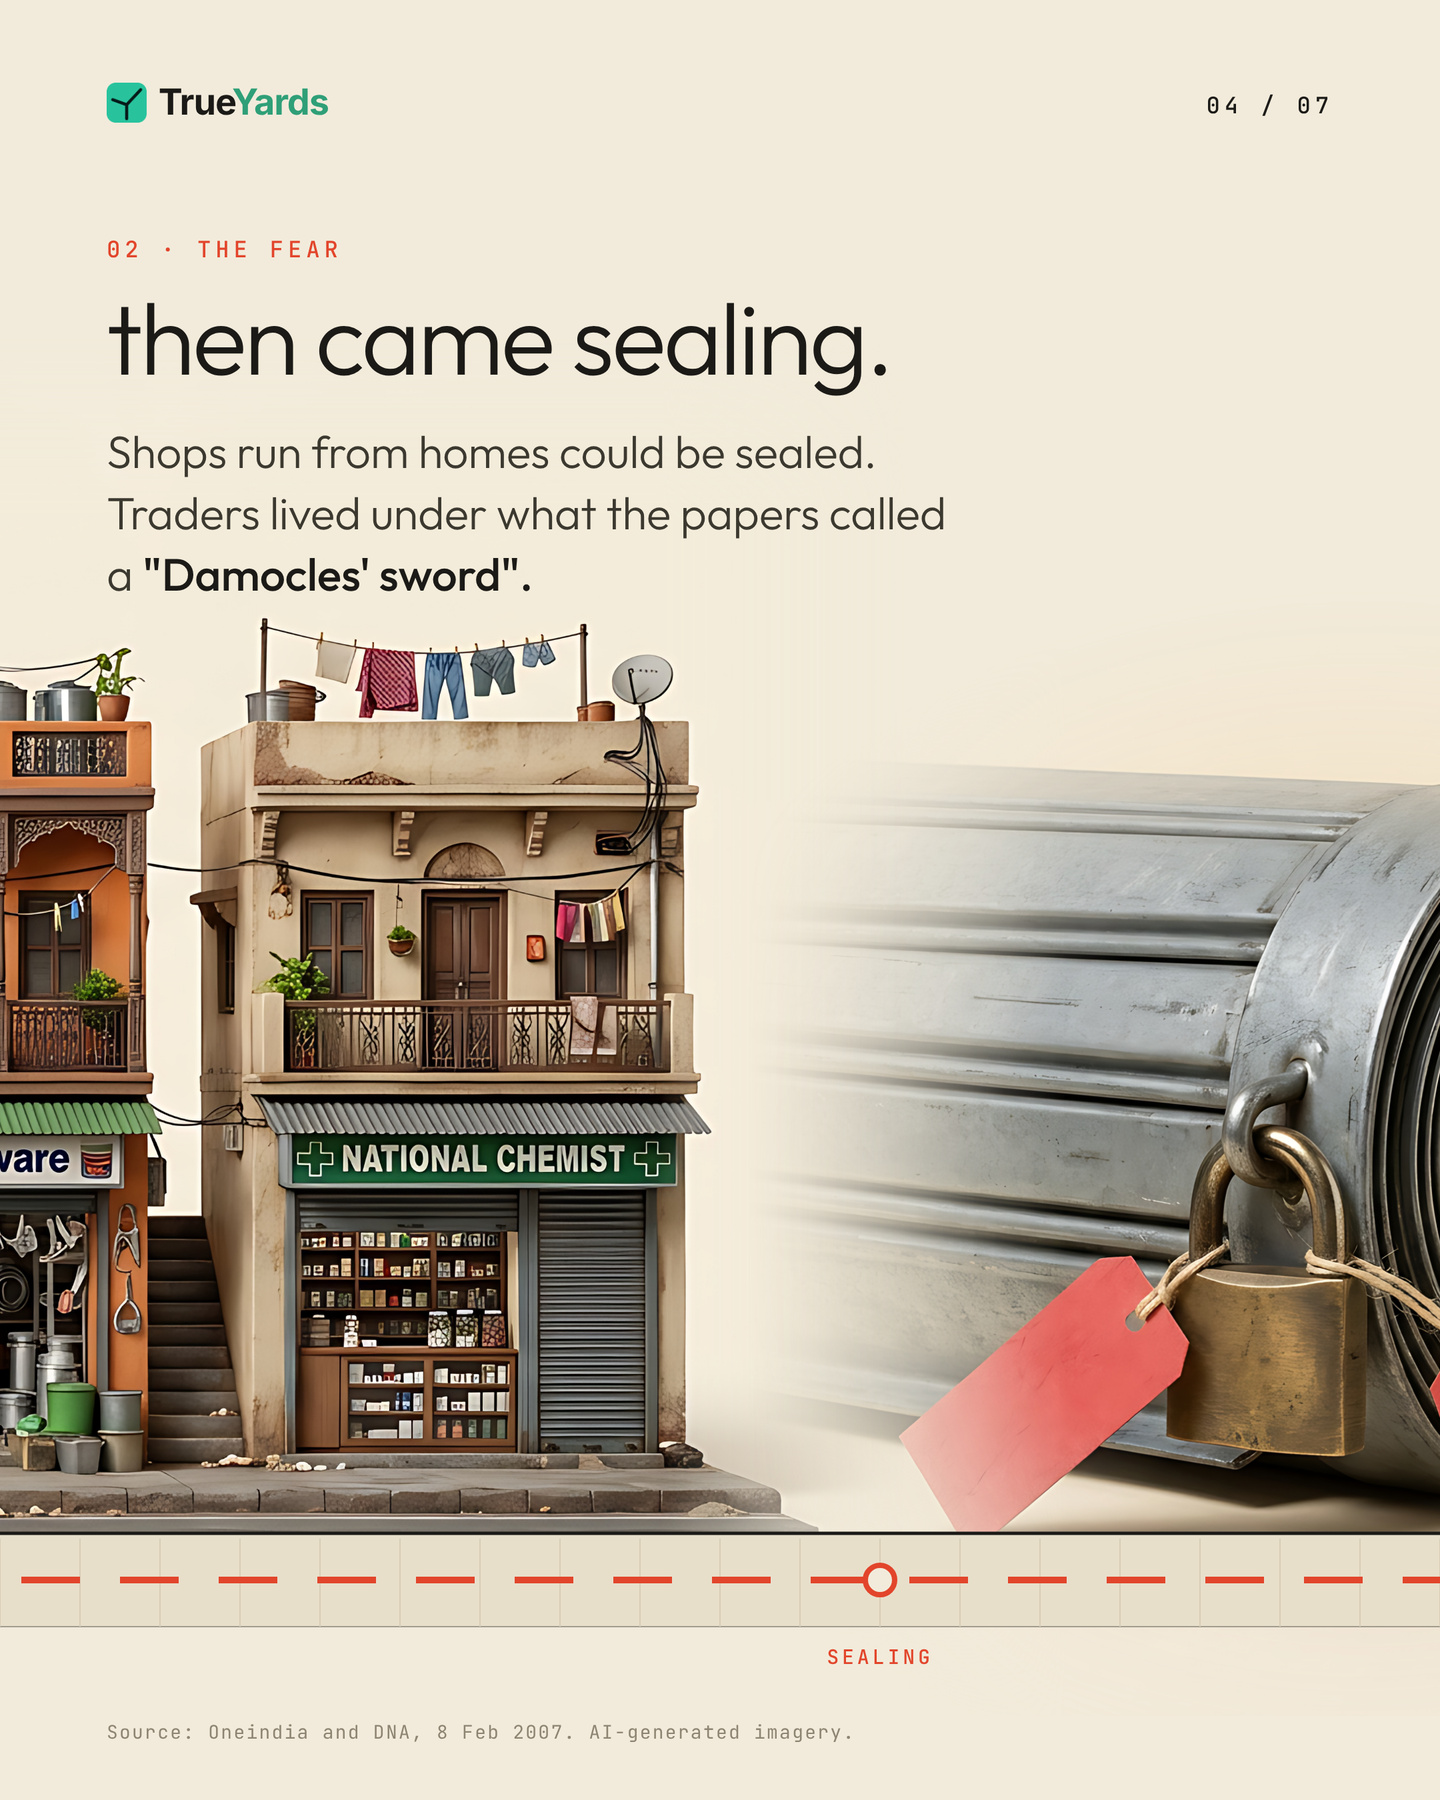 TrueYards
04 / 07
02 · THE FEAR
then came sealing.
Shops run from homes could be sealed.
Traders lived under what the papers called
a "Damocles' sword".
ware
NATIONAL CHEMIST
SEALING
Source: Oneindia and DNA, 8 Feb 2007. AI-generated imagery.